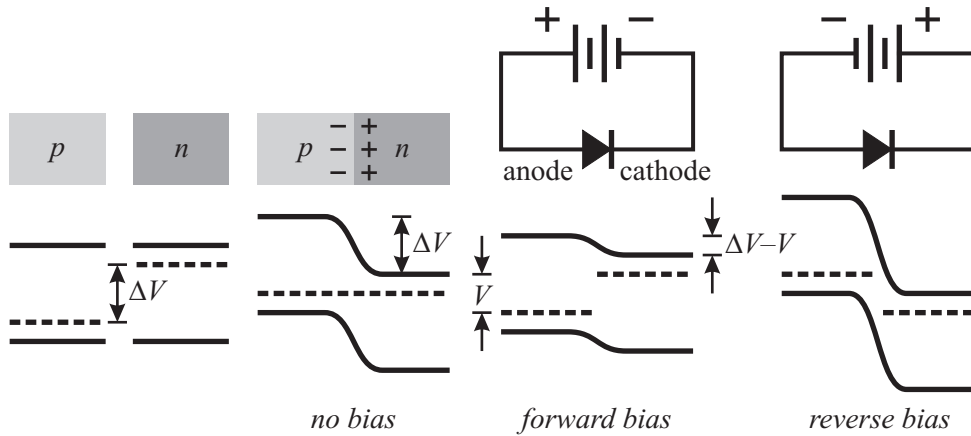 + − − +
p n p n
− +
− +
− +
anode cathode
ΔV
ΔV
V
ΔV–V
no bias forward bias reverse bias